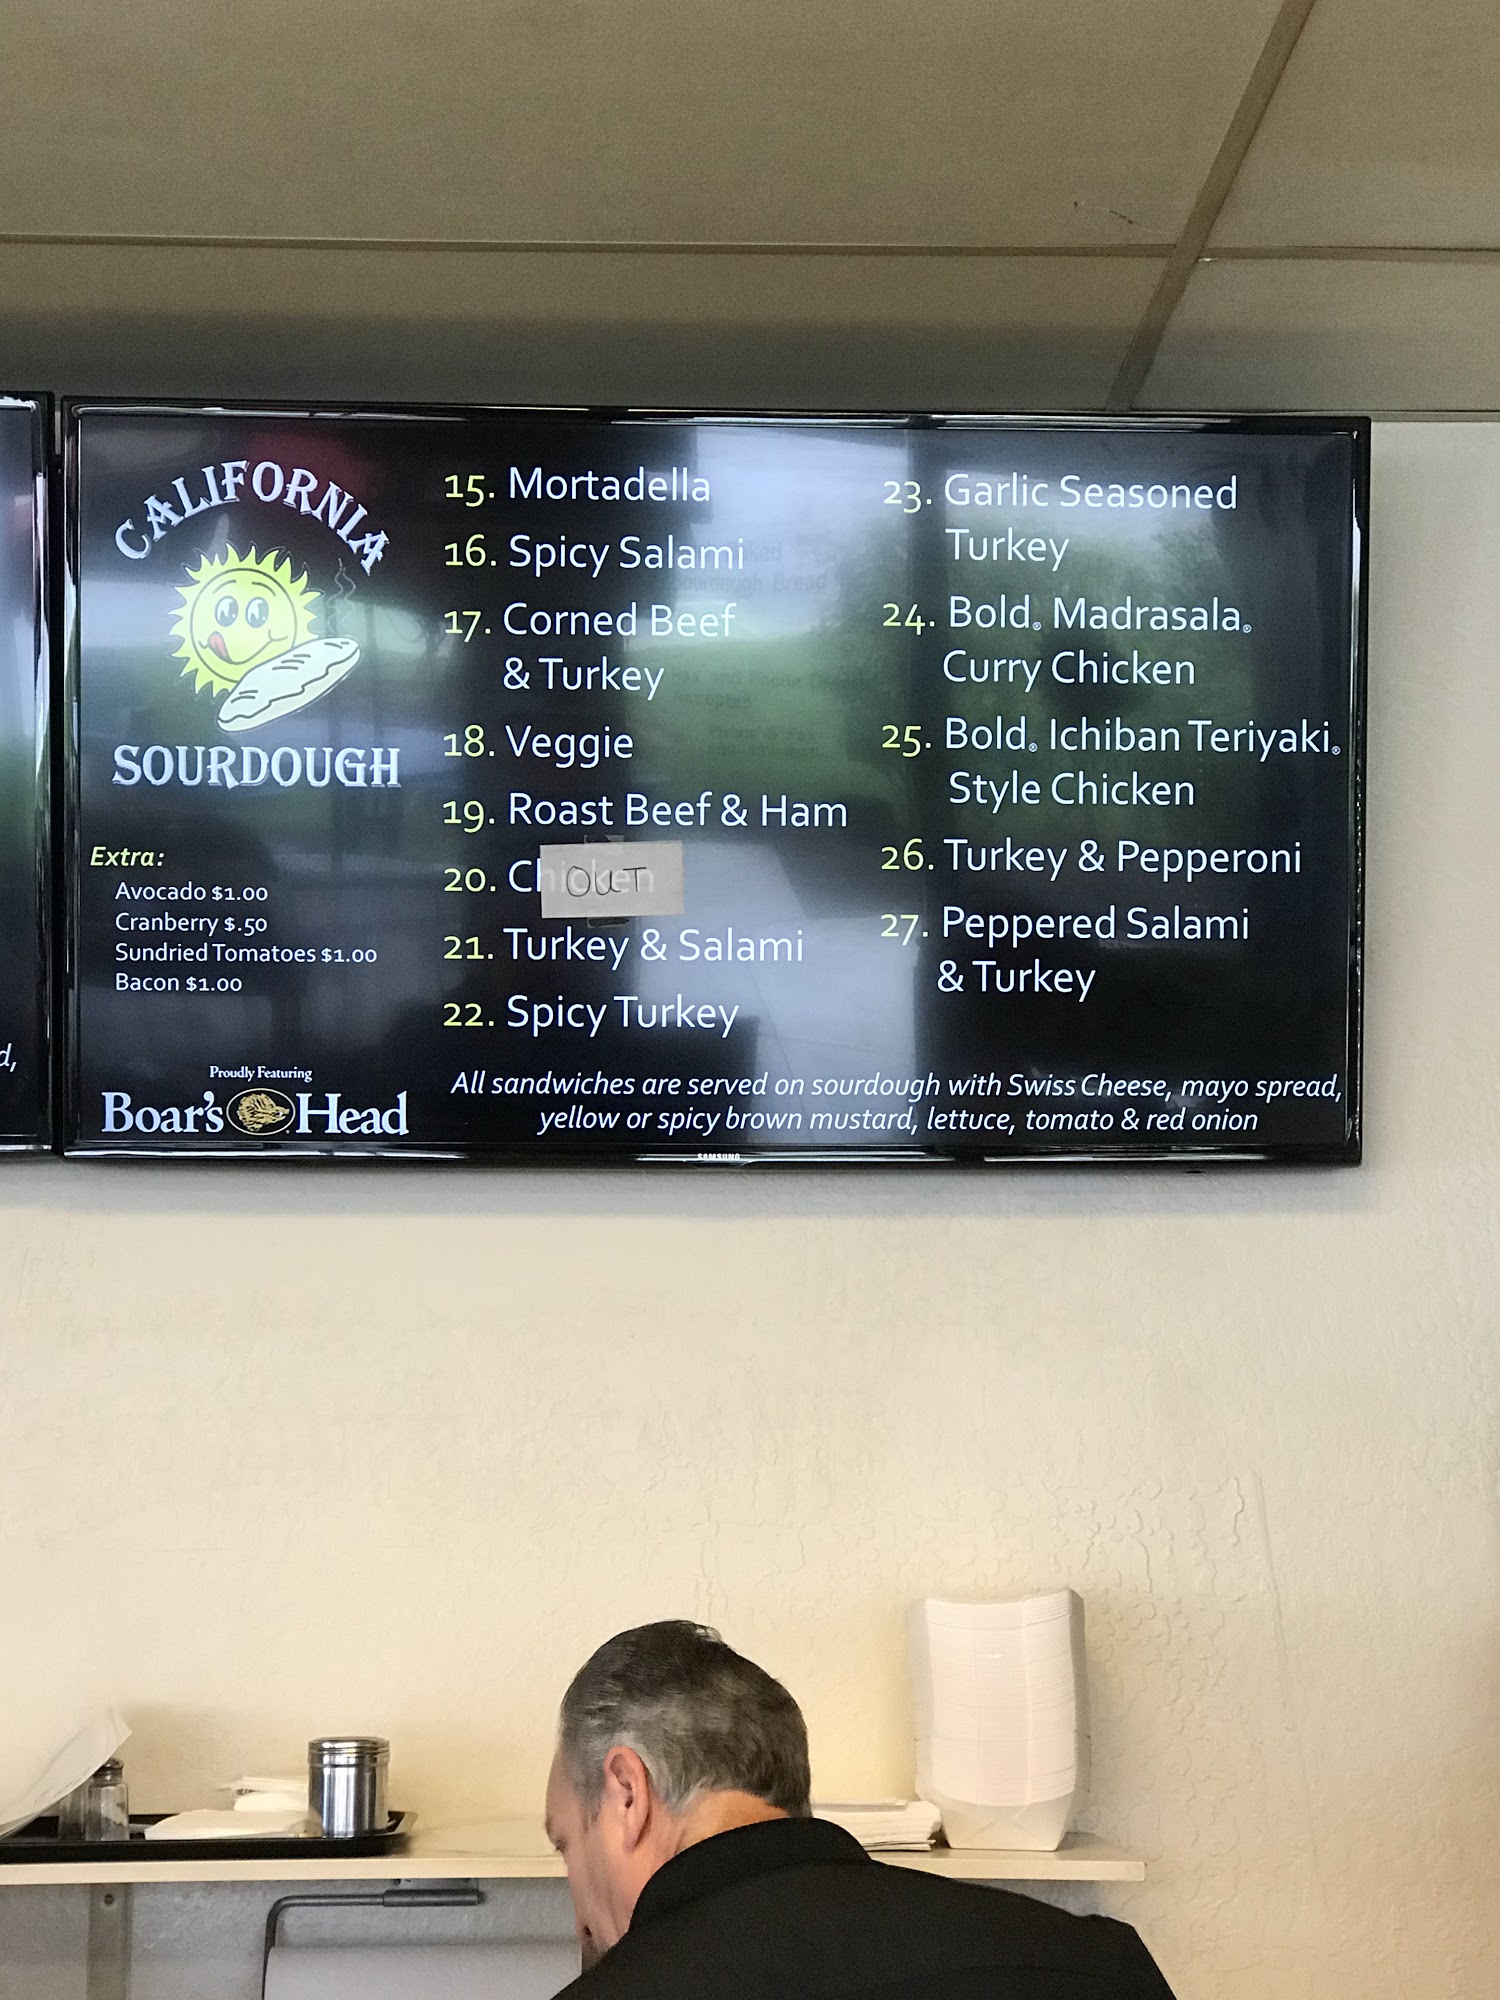 CALIFORNIA
SOURDOUGH
Extra:
Avocado $1.00
Cranberry $.50
Sundried Tomatoes $1.00
Bacon $1.00
Proudly Featuring
Boar's Head
15. Mortadella
16. Spicy Salami
17. Corned Beef
& Turkey
18. Veggie
19. Roast Beef & Ham
20. Chicken
OUT
21. Turkey & Salami
22. Spicy Turkey
23. Garlic Seasoned
Turkey
24. Bold® Madrasala®
Curry Chicken
25. Bold® Ichiban Teriyaki®
Style Chicken
26. Turkey & Pepperoni
27. Peppered Salami
& Turkey
All sandwiches are served on sourdough with Swiss Cheese, mayo spread,
yellow or spicy brown mustard, lettuce, tomato & red onion
SAMSUNG